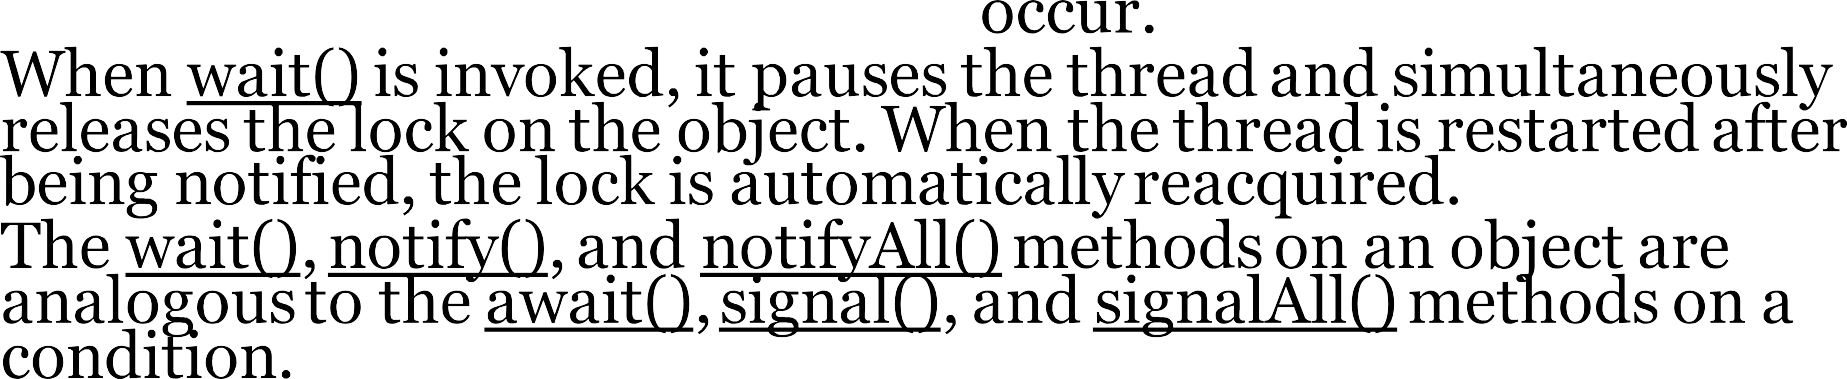 occur.
When wait() is invoked, it pauses the thread and simultaneously
releases the lock on the object. When the thread is restarted after
being notified, the lock is automatically reacquired.
The wait(), notify(), and notifyAll() methods on an object are
analogous to the await(), signal(), and signalAll() methods on a
condition.